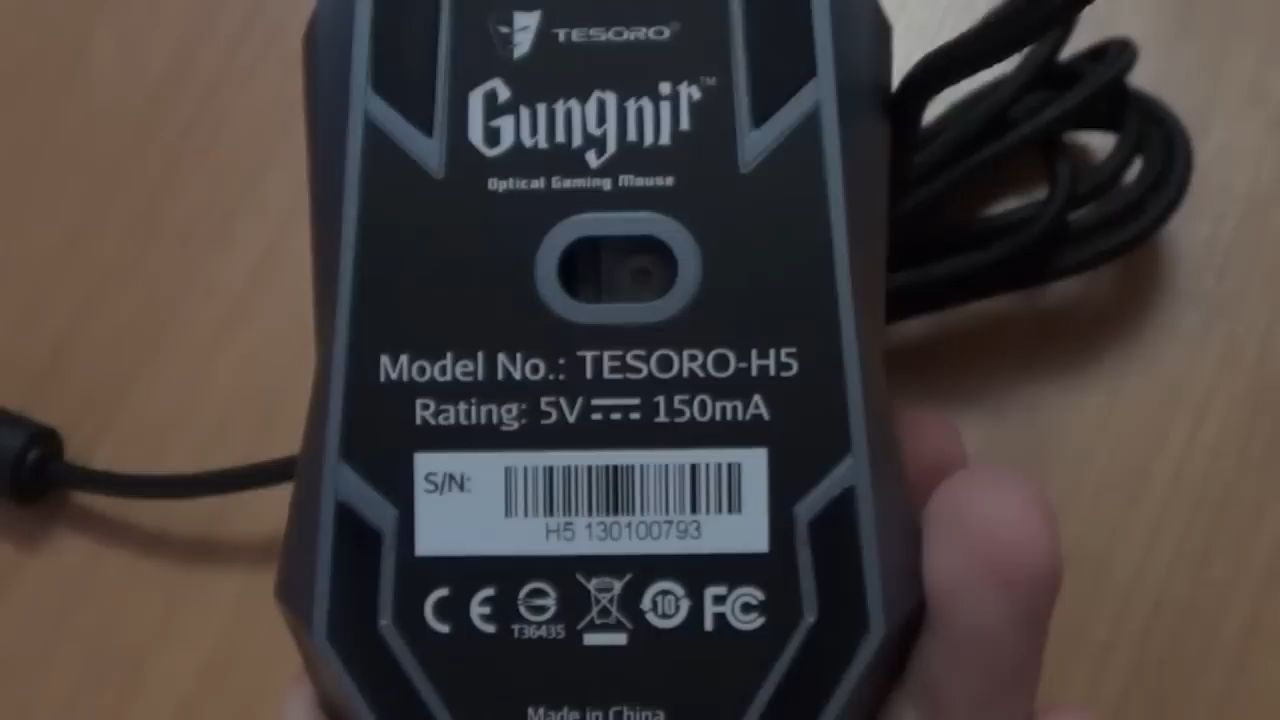 TESORO®
Gungnir™
Optical Gaming Mouse
Model No.: TESORO-H5
Rating: 5V 150mA
S/N:
H5 130100793
CE 10 FC
T36435
Made in China